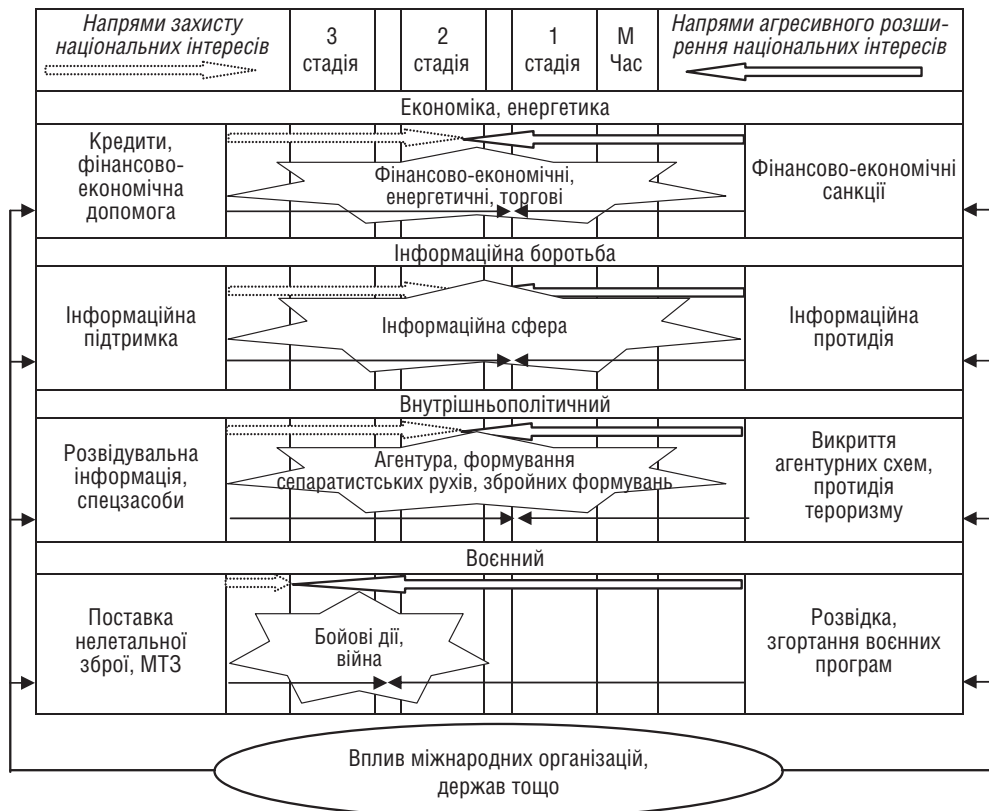 Напрями захисту
національних інтересів
3
стадія
2
стадія
1
стадія
М
Час
Напрями агресивного розши-
рення національних інтересів
Економіка, енергетика
Кредити,
фінансово-
економічна
допомога
Фінансово-економічні,
енергетичні, торгові
Фінансово-економічні
санкції
Інформаційна боротьба
Інформаційна
підтримка
Інформаційна сфера
Інформаційна
протидія
Внутрішньополітичний
Розвідувальна
інформація,
спецзасоби
Агентура, формування
сепаратистських рухів, збройних формувань
Викриття
агентурних схем,
протидія
тероризму
Воєнний
Поставка
нелетальної
зброї, МТЗ
Бойові дії,
війна
Розвідка,
згортання воєнних
програм
Вплив міжнародних організацій,
держав тощо